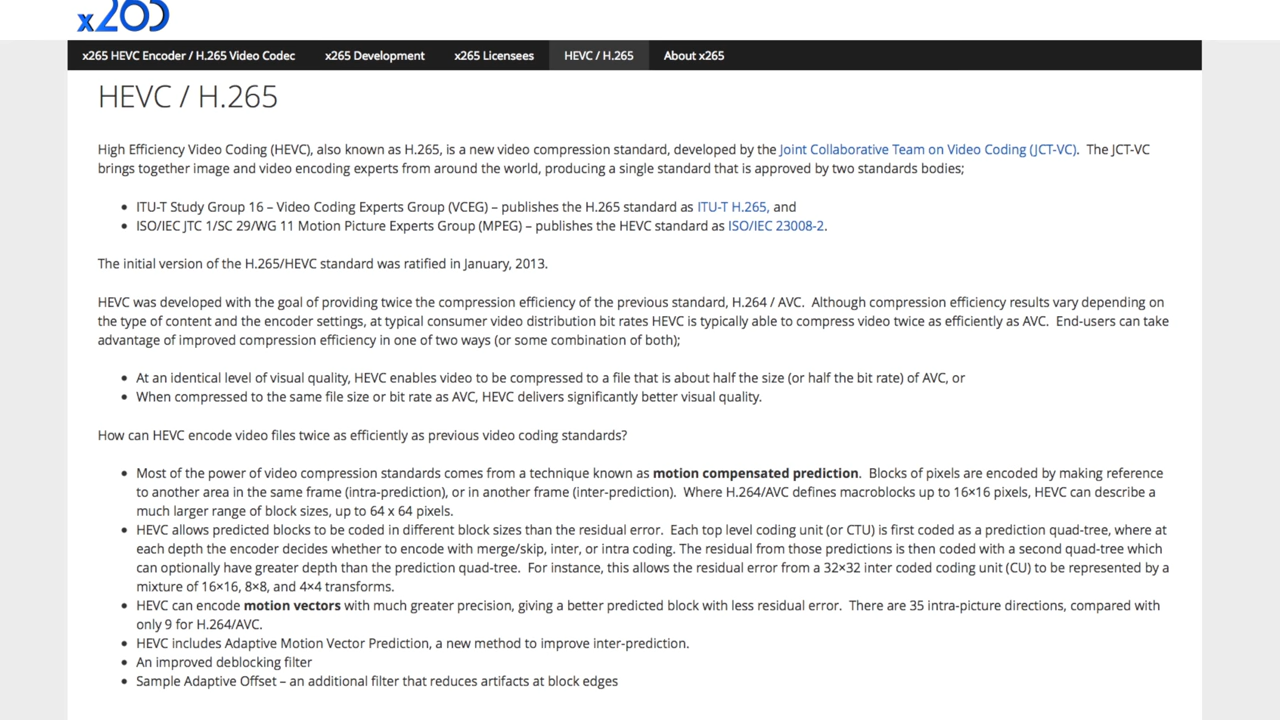 x265
x265 HEVC Encoder / H.265 Video Codec x265 Development x265 Licensees HEVC / H.265 About x265
HEVC / H.265
High Efficiency Video Coding (HEVC), also known as H.265, is a new video compression standard, developed by the Joint Collaborative Team on Video Coding (JCT-VC). The JCT-VC
brings together image and video encoding experts from around the world, producing a single standard that is approved by two standards bodies;
• ITU-T Study Group 16 – Video Coding Experts Group (VCEG) – publishes the H.265 standard as ITU-T H.265, and
• ISO/IEC JTC 1/SC 29/WG 11 Motion Picture Experts Group (MPEG) – publishes the HEVC standard as ISO/IEC 23008-2.
The initial version of the H.265/HEVC standard was ratified in January, 2013.
HEVC was developed with the goal of providing twice the compression efficiency of the previous standard, H.264 / AVC. Although compression efficiency results vary depending on
the type of content and the encoder settings, at typical consumer video distribution bit rates HEVC is typically able to compress video twice as efficiently as AVC. End-users can take
advantage of improved compression efficiency in one of two ways (or some combination of both);
• At an identical level of visual quality, HEVC enables video to be compressed to a file that is about half the size (or half the bit rate) of AVC, or
• When compressed to the same file size or bit rate as AVC, HEVC delivers significantly better visual quality.
How can HEVC encode video files twice as efficiently as previous video coding standards?
• Most of the power of video compression standards comes from a technique known as motion compensated prediction. Blocks of pixels are encoded by making reference
to another area in the same frame (intra-prediction), or in another frame (inter-prediction). Where H.264/AVC defines macroblocks up to 16×16 pixels, HEVC can describe a
much larger range of block sizes, up to 64 x 64 pixels.
• HEVC allows predicted blocks to be coded in different block sizes than the residual error. Each top level coding unit (or CTU) is first coded as a prediction quad-tree, where at
each depth the encoder decides whether to encode with merge/skip, inter, or intra coding. The residual from those predictions is then coded with a second quad-tree which
can optionally have greater depth than the prediction quad-tree. For instance, this allows the residual error from a 32×32 inter coded coding unit (CU) to be represented by a
mixture of 16×16, 8×8, and 4×4 transforms.
• HEVC can encode motion vectors with much greater precision, giving a better predicted block with less residual error. There are 35 intra-picture directions, compared with
only 9 for H.264/AVC.
• HEVC includes Adaptive Motion Vector Prediction, a new method to improve inter-prediction.
• An improved deblocking filter
• Sample Adaptive Offset – an additional filter that reduces artifacts at block edges